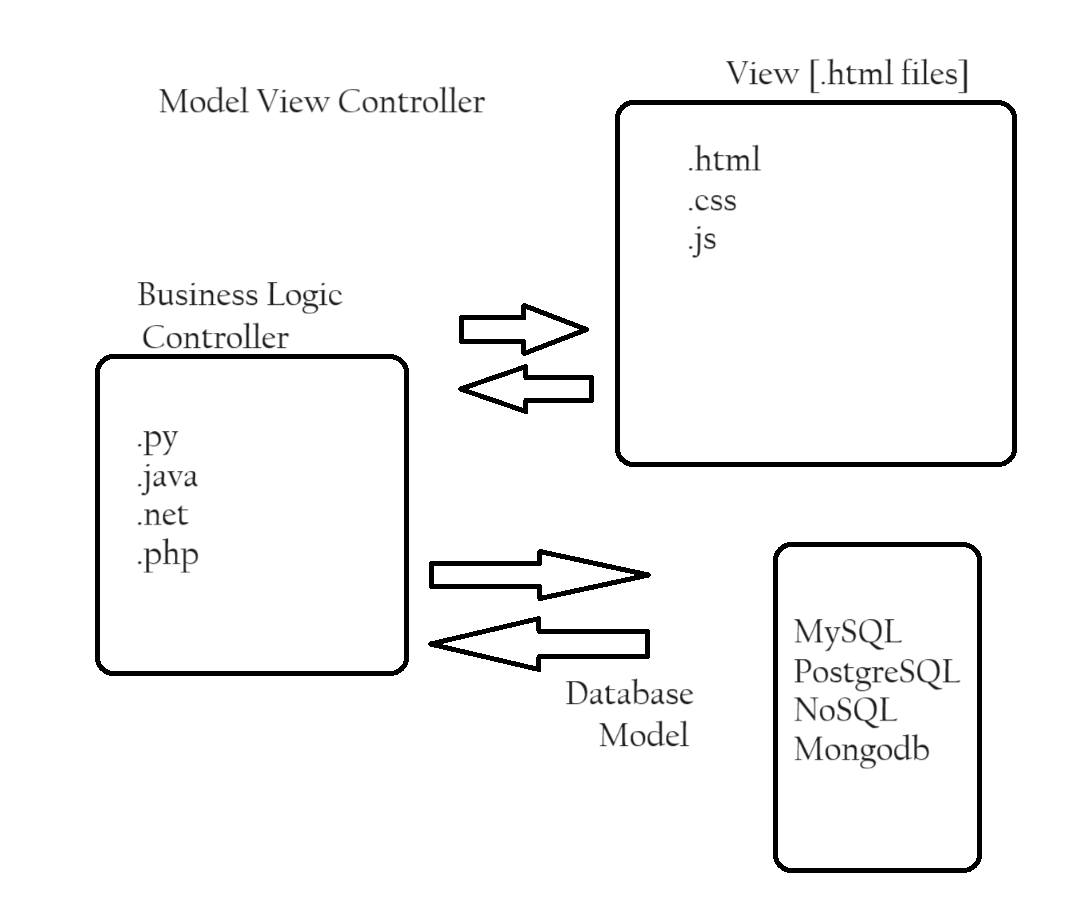 Model View Controller
View [.html files]
.html
.css
.js
Business Logic
Controller
.py
.java
.net
.php
Database
Model
MySQL
PostgreSQL
NoSQL
Mongodb